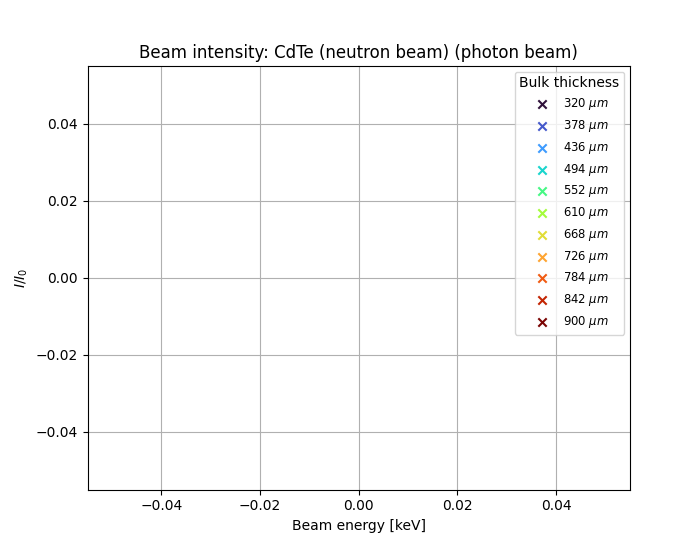 Beam intensity: CdTe (neutron beam) (photon beam)
Bulk thickness
320 μm
378 μm
436 μm
494 μm
552 μm
610 μm
668 μm
726 μm
784 μm
842 μm
900 μm
I/I₀
0.04
0.02
0.00
−0.02
−0.04
−0.04 −0.02 0.00 0.02 0.04
Beam energy [keV]